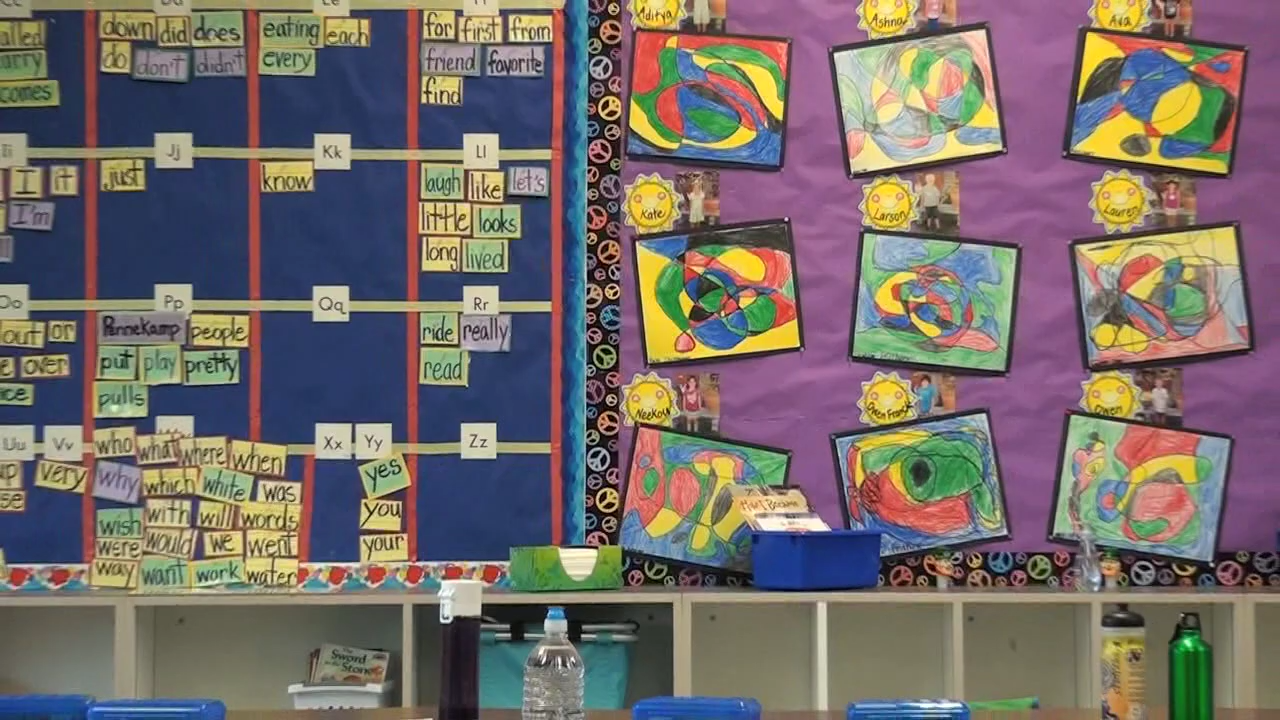 down did does
do don't didn't
eating each
every
for first from
friend favorite
find
comes
I it
I'm
Jj
just
Kk
know
Ll
laugh like let's
little looks
long lived
out or
over
Pp
Pennekamp people
put play pretty
pulls
Qq
Rr
ride really
read
Uu
Vv
very
who what where when
why which white was
wish with will words
were would we went
way want work water
Xx
Yy
yes
you
your
Zz
Aditya
Ashna
Ava
Kate
Larson
Lauren
Neekou
Owen
The
Sword
in the
Stone